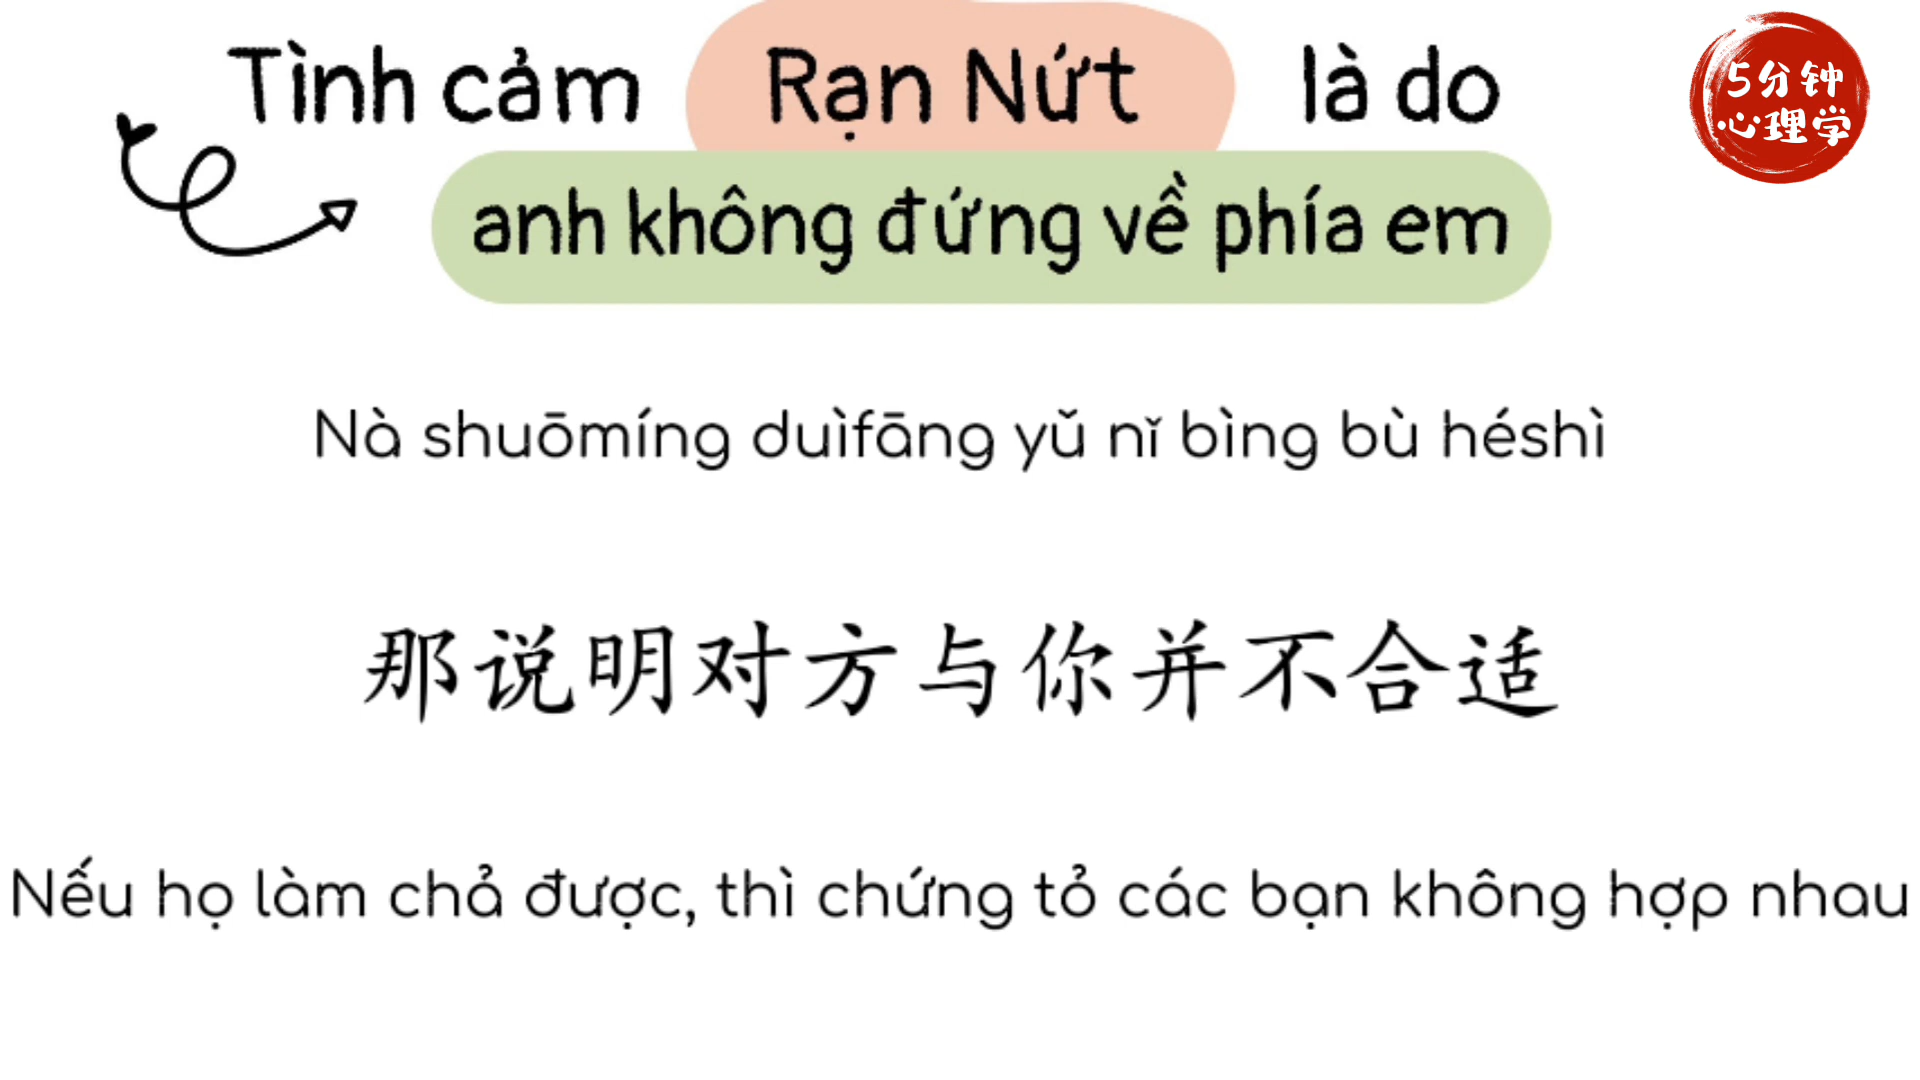 Tình cảm Rạn Nứt là do
anh không đứng về phía em
5分钟
心理学
Nà shuōmíng duìfāng yǔ nǐ bìng bù héshì
那说明对方与你并不合适
Nếu họ làm chả được, thì chứng tỏ các bạn không hợp nhau